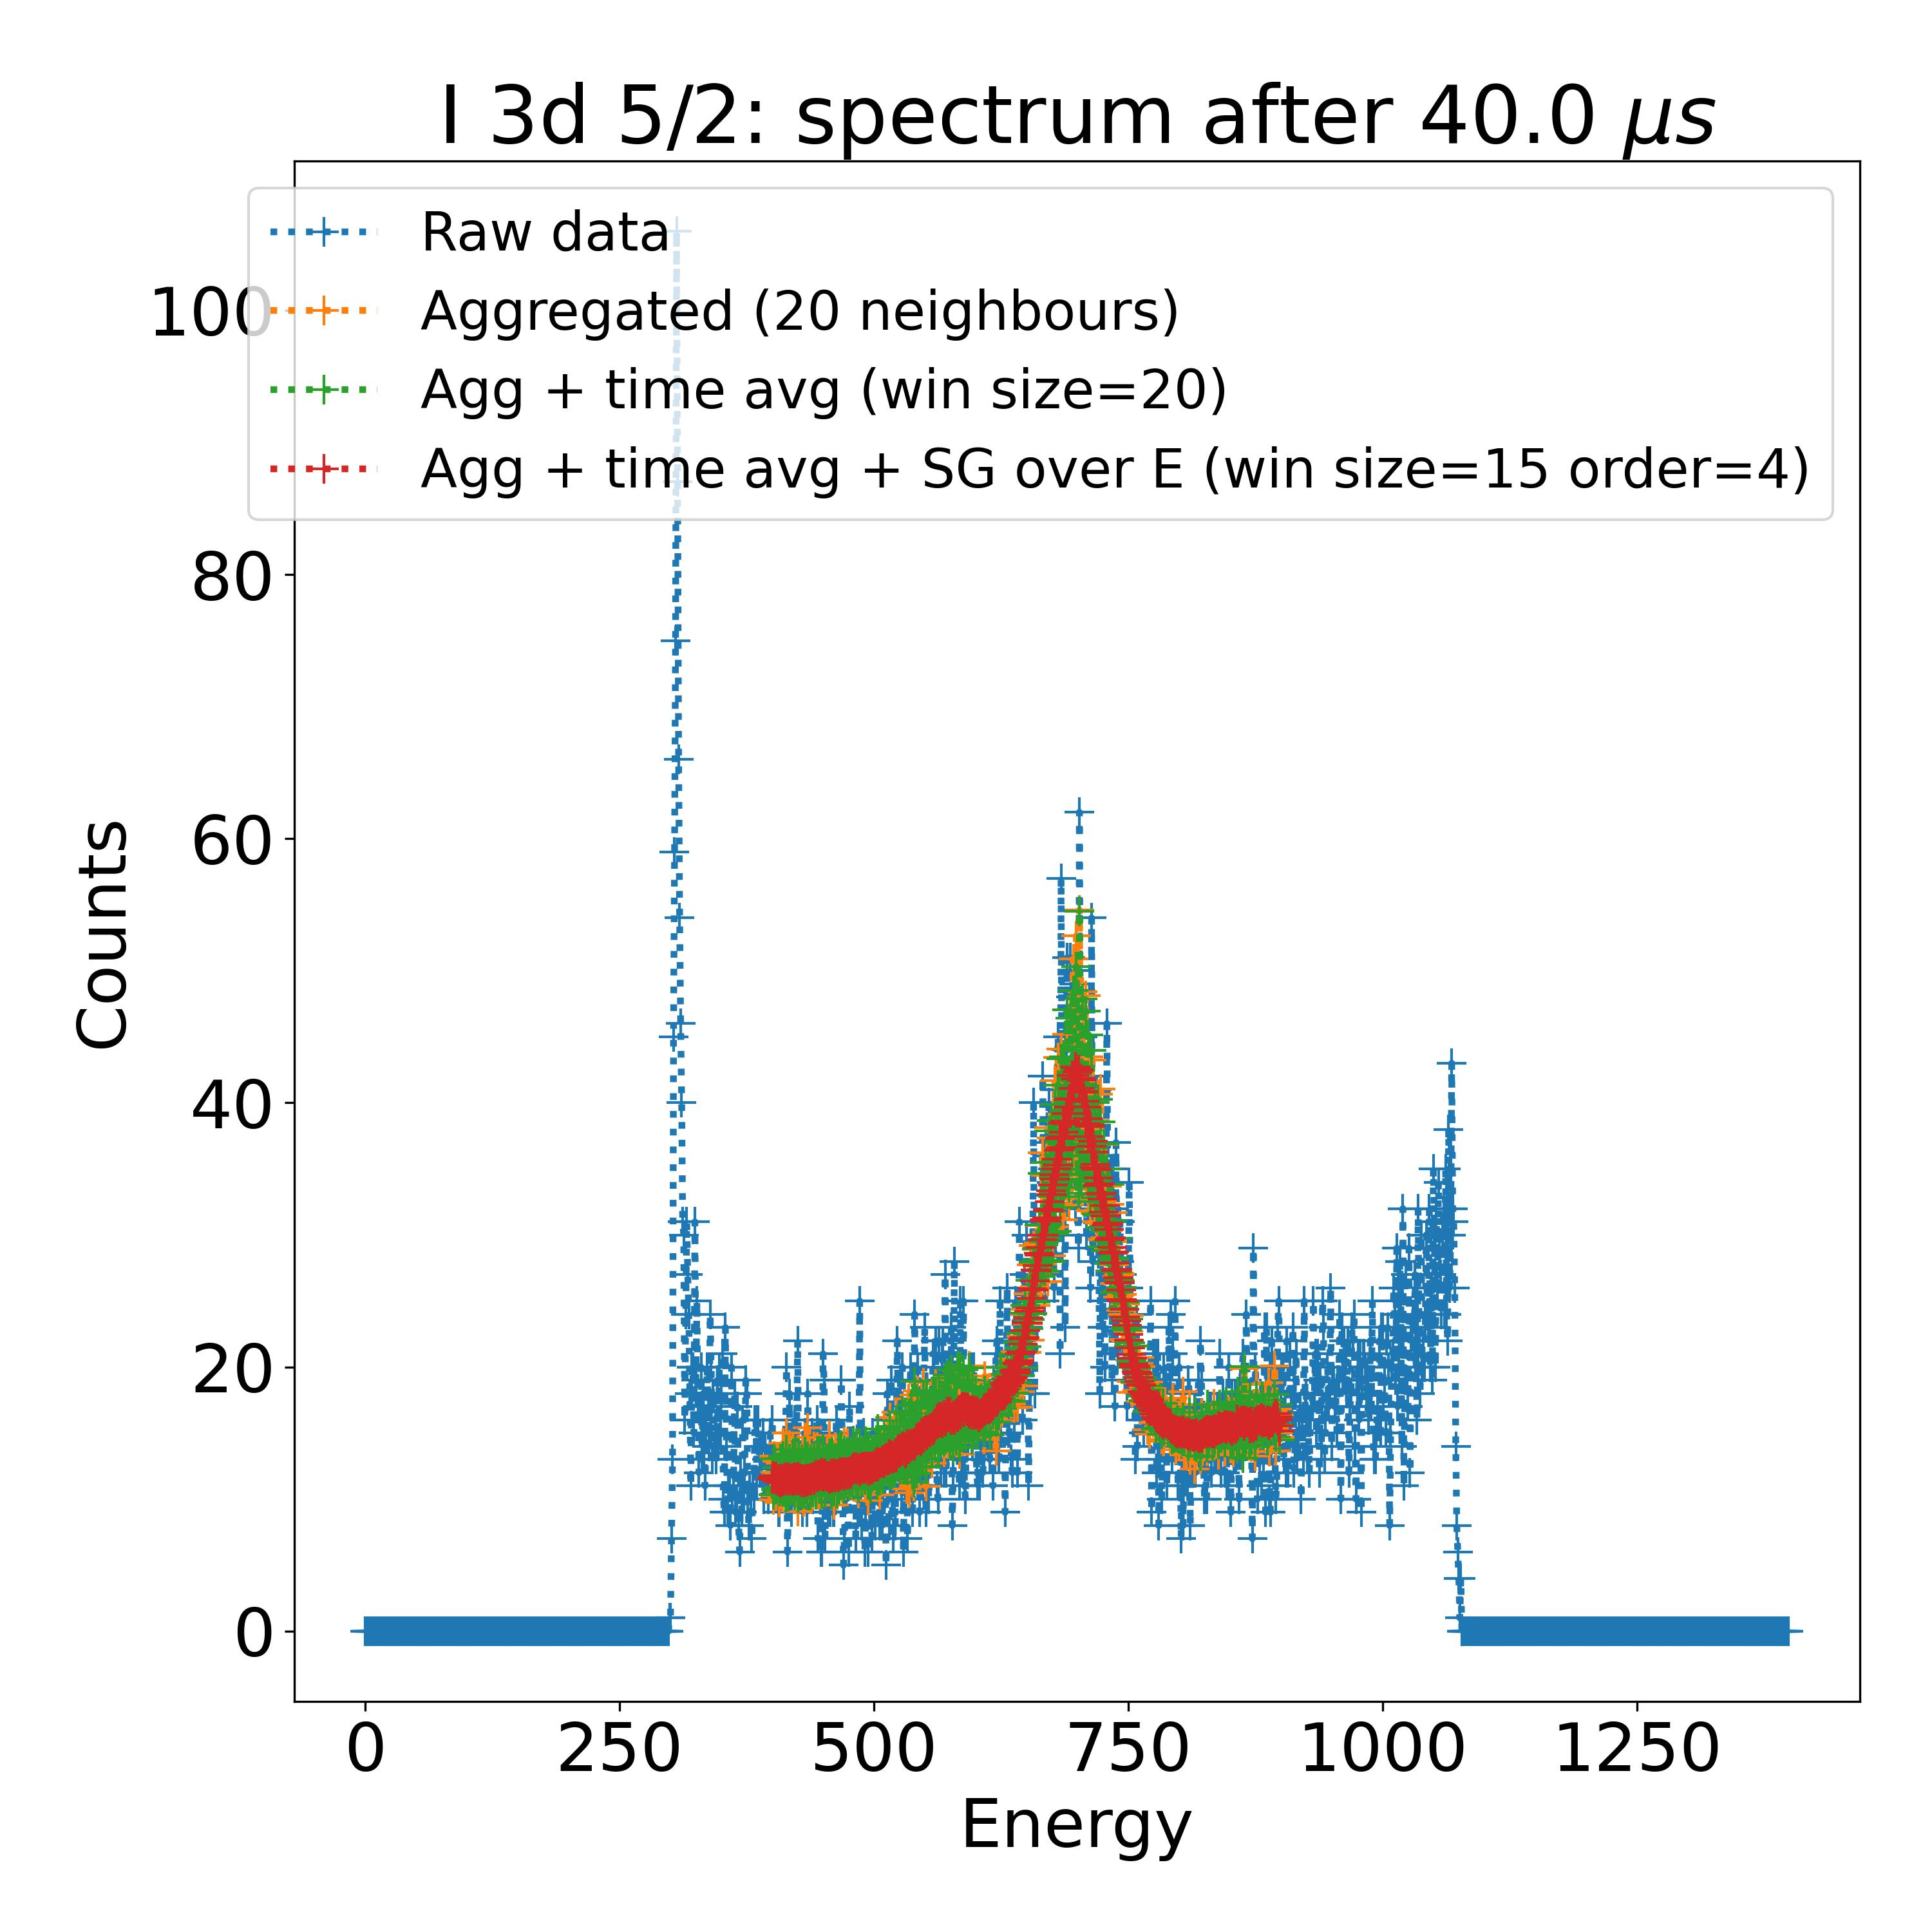 I 3d 5/2: spectrum after 40.0 μs
Raw data
Aggregated (20 neighbours)
Agg + time avg (win size=20)
Agg + time avg + SG over E (win size=15 order=4)
100
80
60
40
20
0
Counts
0 250 500 750 1000 1250
Energy